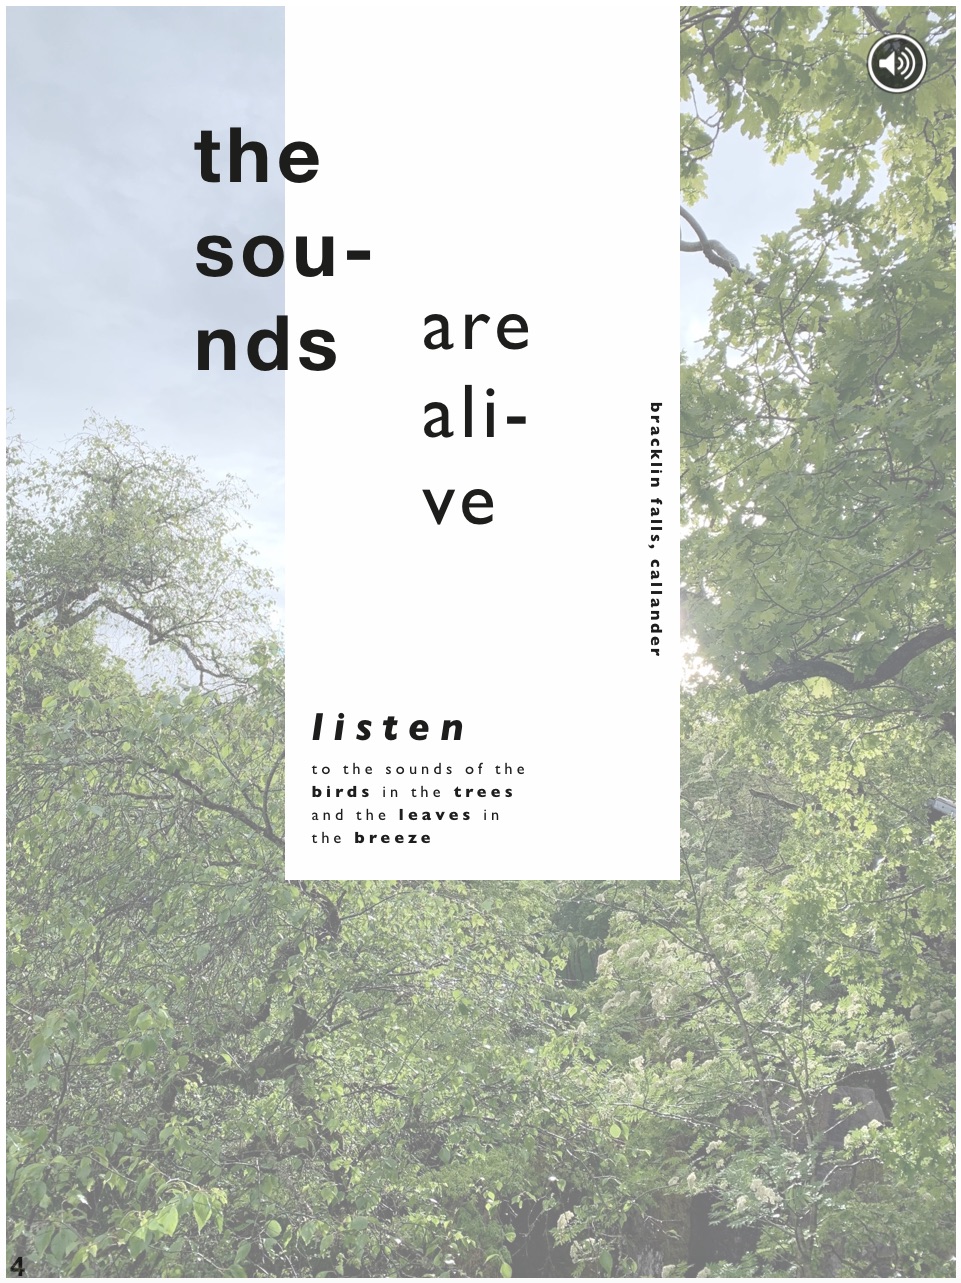 the
sou-
nds
are
ali-
ve
bracklin falls, callander
listen
to the sounds of the
birds in the trees
and the leaves in
the breeze
4